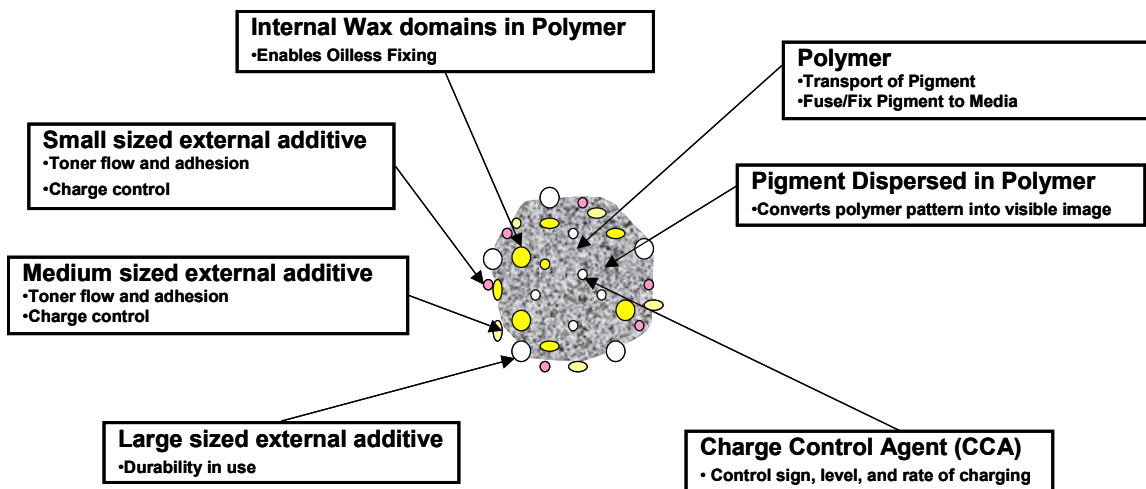 Internal Wax domains in Polymer
•Enables Oilless Fixing
Polymer
•Transport of Pigment
•Fuse/Fix Pigment to Media
Small sized external additive
•Toner flow and adhesion
•Charge control
Pigment Dispersed in Polymer
•Converts polymer pattern into visible image
Medium sized external additive
•Toner flow and adhesion
•Charge control
Large sized external additive
•Durability in use
Charge Control Agent (CCA)
• Control sign, level, and rate of charging